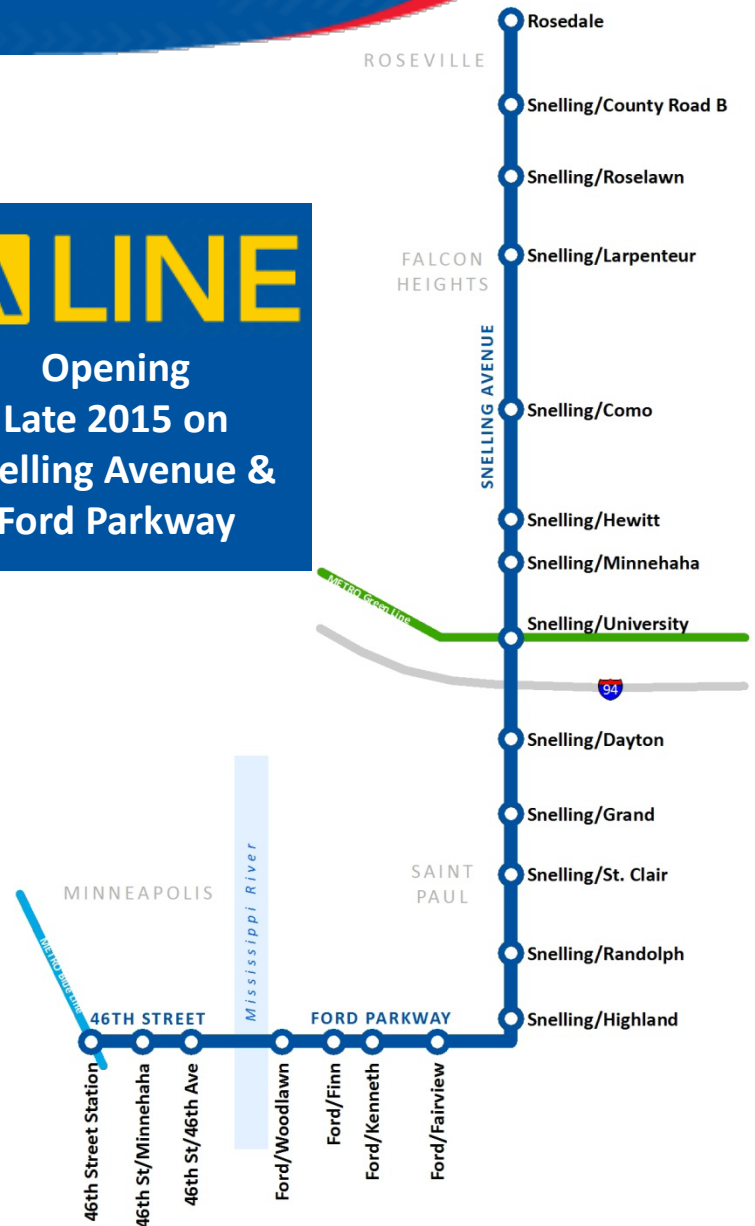 Rosedale
ROSEVILLE
Snelling/County Road B
Snelling/Roselawn
A LINE
Opening
Late 2015 on
elling Avenue &
Ford Parkway
FALCON
HEIGHTS
Snelling/Larpenteur
SNELLING AVENUE
Snelling/Como
Snelling/Hewitt
Snelling/Minnehaha
METRO Green Line
Snelling/University
94
Snelling/Dayton
Snelling/Grand
SAINT
PAUL
Snelling/St. Clair
MINNEAPOLIS
Mississippi River
METRO Blue Line
Snelling/Randolph
Snelling/Highland
46TH STREET
FORD PARKWAY
46th Street Station
46th St/Minnehaha
46th St/46th Ave
Ford/Woodlawn
Ford/Finn
Ford/Kenneth
Ford/Fairview